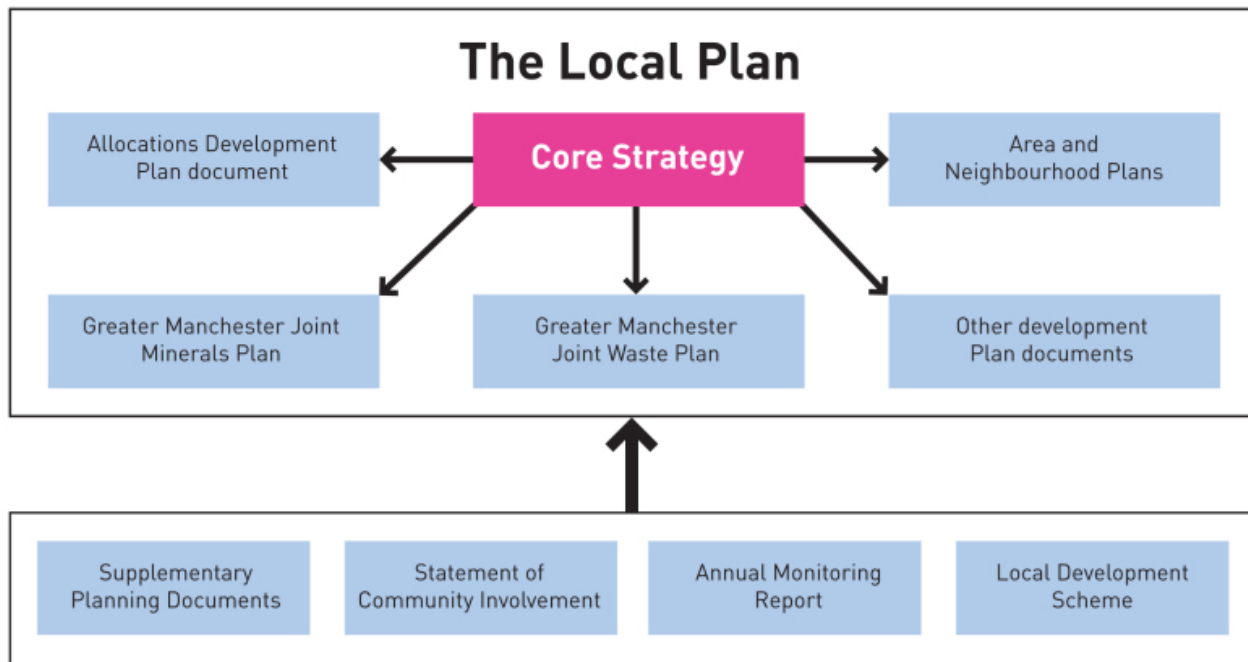 The Local Plan
Allocations Development
Plan document
Core Strategy
Area and
Neighbourhood Plans
Greater Manchester Joint
Minerals Plan
Greater Manchester
Joint Waste Plan
Other development
Plan documents
Supplementary
Planning Documents
Statement of
Community Involvement
Annual Monitoring
Report
Local Development
Scheme